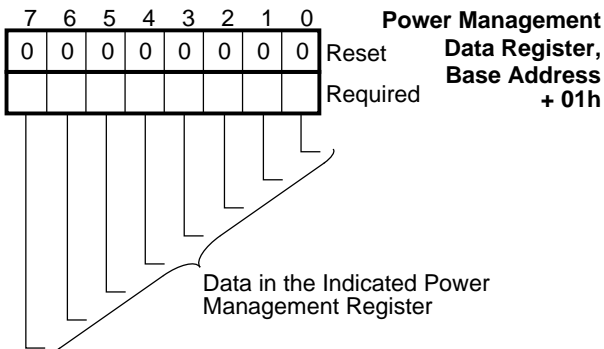 7 6 5 4 3 2 1 0
Power Management
Data Register,
Base Address
+ 01h
0 0 0 0 0 0 0 0 Reset
Required
Data in the Indicated Power
Management Register